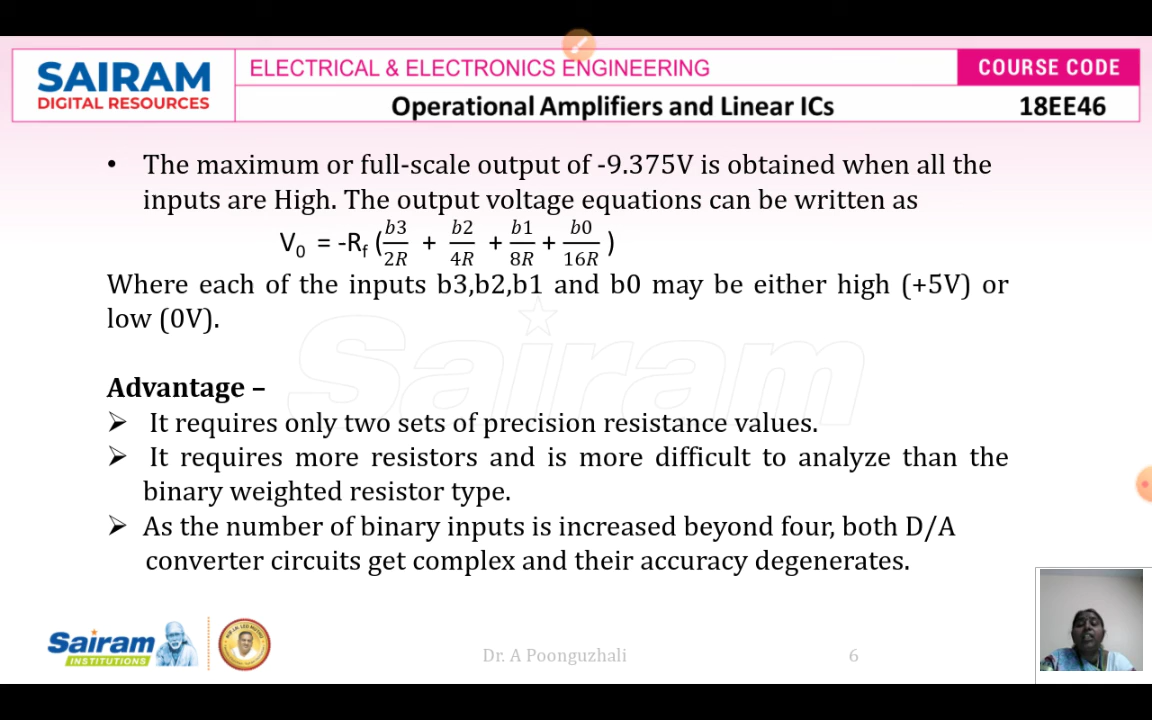 SAIRAM
DIGITAL RESOURCES
ELECTRICAL & ELECTRONICS ENGINEERING
COURSE CODE
Operational Amplifiers and Linear ICs
18EE46
• The maximum or full-scale output of -9.375V is obtained when all the
inputs are High. The output voltage equations can be written as
V₀ = -R_f (b3/2R + b2/4R + b1/8R + b0/16R)
Where each of the inputs b3,b2,b1 and b0 may be either high (+5V) or
low (0V).
Sairam
Advantage –
➢ It requires only two sets of precision resistance values.
➢ It requires more resistors and is more difficult to analyze than the
binary weighted resistor type.
➢ As the number of binary inputs is increased beyond four, both D/A
converter circuits get complex and their accuracy degenerates.
Sairam
INSTITUTIONS
Dr. A Poonguzhali
6